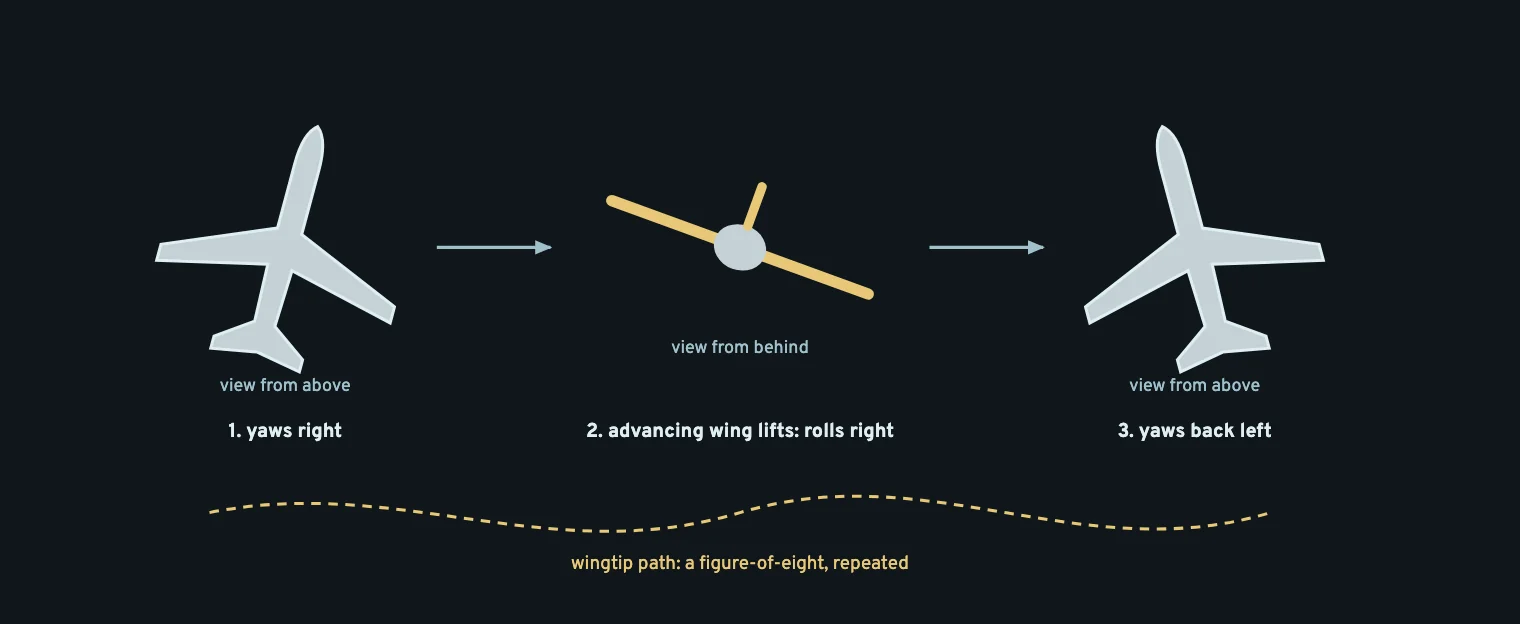 view from behind
view from above
view from above
1. yaws right
2. advancing wing lifts: rolls right
3. yaws back left
wingtip path: a figure-of-eight, repeated